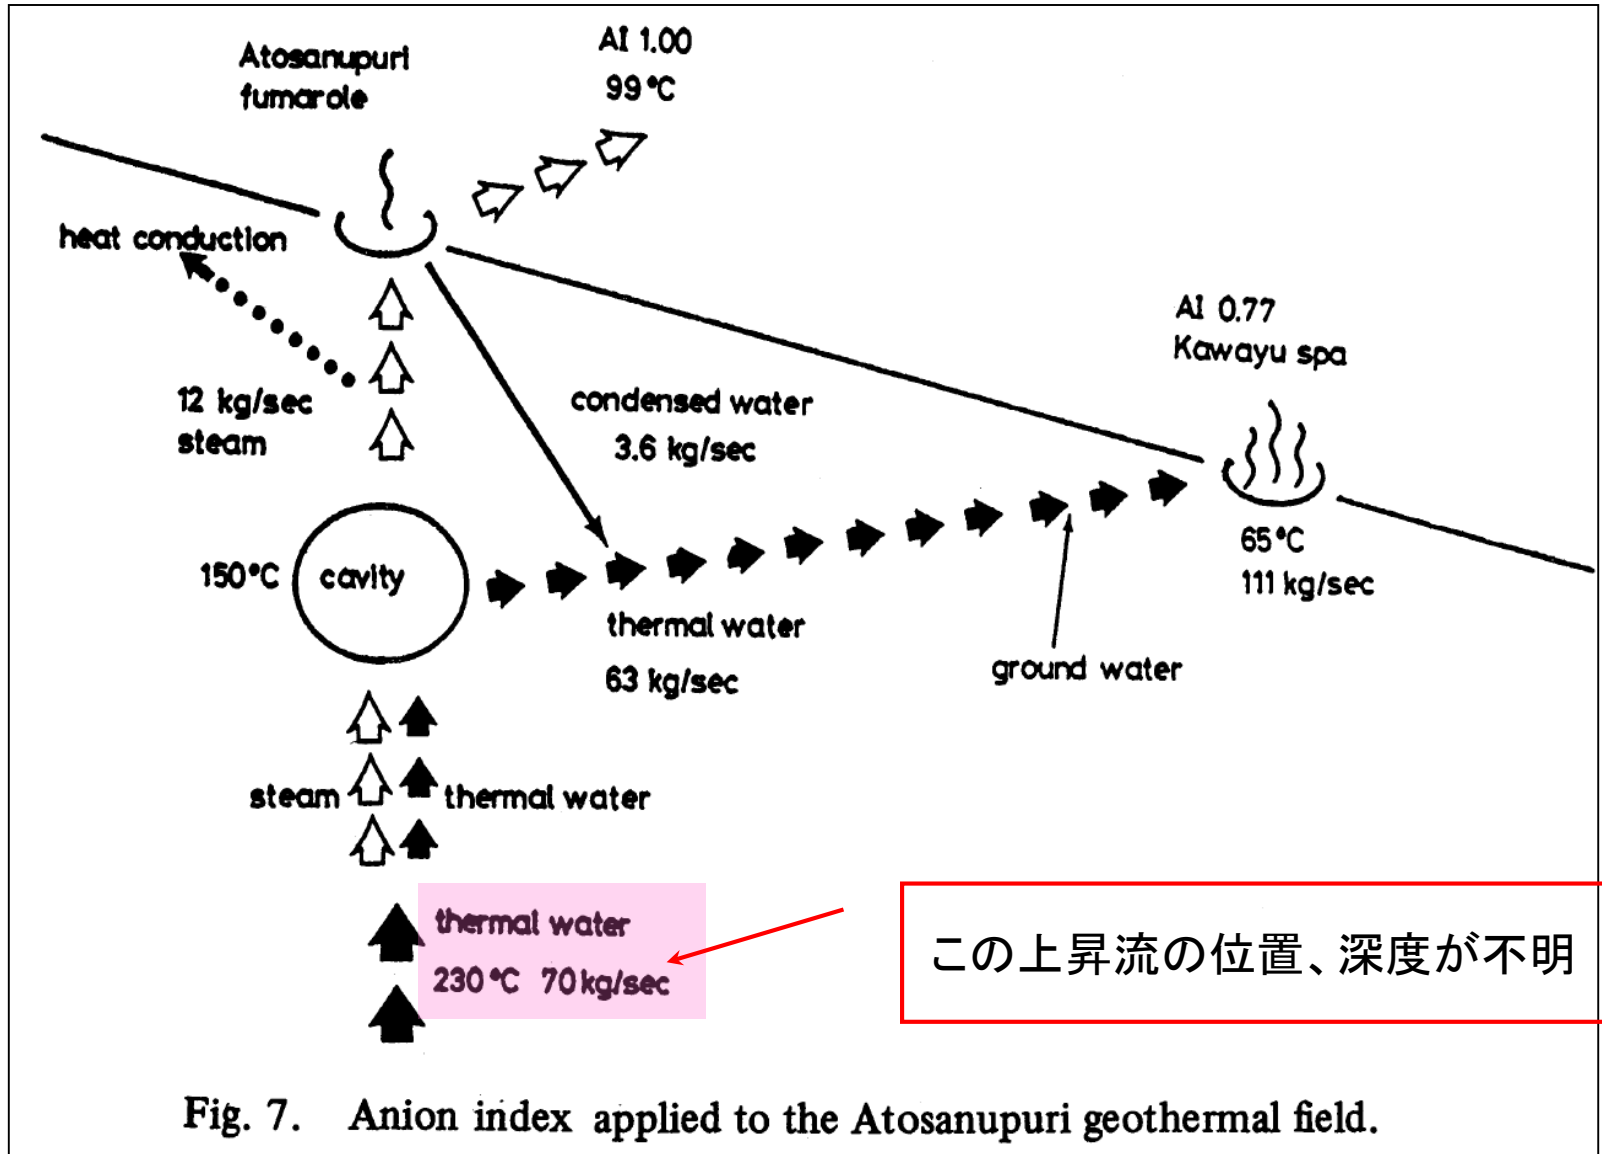 Atosanupuri
fumarole
AI 1.00
99°C
heat conduction
AI 0.77
Kawayu spa
12 kg/sec
steam
condensed water
3.6 kg/sec
65°C
111 kg/sec
150°C
cavity
thermal water
63 kg/sec
ground water
steam
thermal water
thermal water
230°C 70kg/sec
この上昇流の位置、深度が不明
Fig. 7. Anion index applied to the Atosanupuri geothermal field.